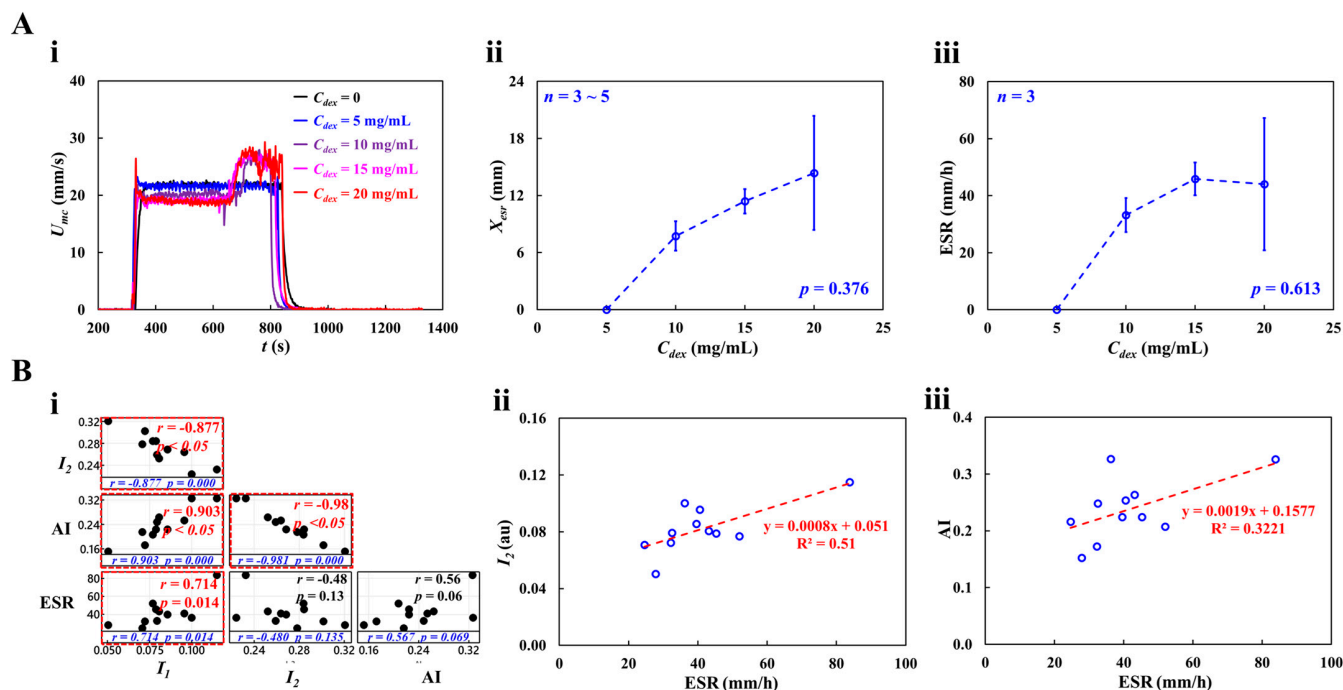 A
i
40
30
20
10
0
U_mc (mm/s)
200 400 600 800 1000 1200 1400
t (s)
C_dex = 0
C_dex = 5 mg/mL
C_dex = 10 mg/mL
C_dex = 15 mg/mL
C_dex = 20 mg/mL
ii
24
18
12
6
0
X_esr (mm)
n = 3 ~ 5
p = 0.376
0 5 10 15 20 25
C_dex (mg/mL)
iii
80
60
40
20
0
ESR (mm/h)
n = 3
p = 0.613
0 5 10 15 20 25
C_dex (mg/mL)
B
i
0.32
0.28
0.24
I_2
r = -0.877
p < 0.05
r = -0.877 p = 0.000
0.32
0.24
0.16
AI
r = 0.903
p < 0.05
r = 0.903 p = 0.000
r = -0.98
p <0.05
r = -0.981 p = 0.000
80
60
40
ESR
r = 0.714
p = 0.014
r = 0.714 p = 0.014
r = -0.48
p = 0.13
r = -0.480 p = 0.135
r = 0.56
p = 0.06
r = 0.567 p = 0.069
0.050 0.075 0.100
0.24 0.28 0.32
0.16 0.24 0.32
I_1
I_2
AI
ii
0.16
0.12
0.08
0.04
0.00
I_2 (au)
y = 0.0008x + 0.051
R² = 0.51
0 20 40 60 80 100
ESR (mm/h)
iii
0.4
0.3
0.2
0.1
0
AI
y = 0.0019x + 0.1577
R² = 0.3221
0 20 40 60 80 100
ESR (mm/h)